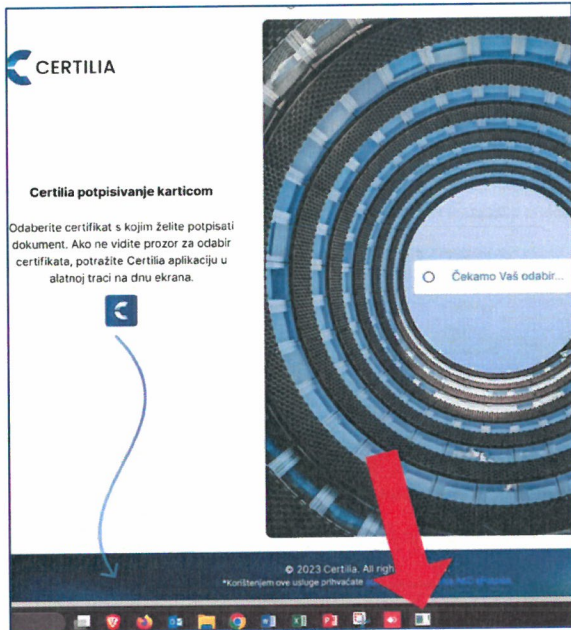 CERTILIA
Certilia potpisivanje karticom
Odaberite certifikat s kojim želite potpisati
dokument. Ako ne vidite prozor za odabir
certifikata, potražite Certilia aplikaciju u
alatnoj traci na dnu ekrana.
Čekamo Vaš odabir...
© 2023 Certilia. All
*Korištenjem ove usluge prihvaćate